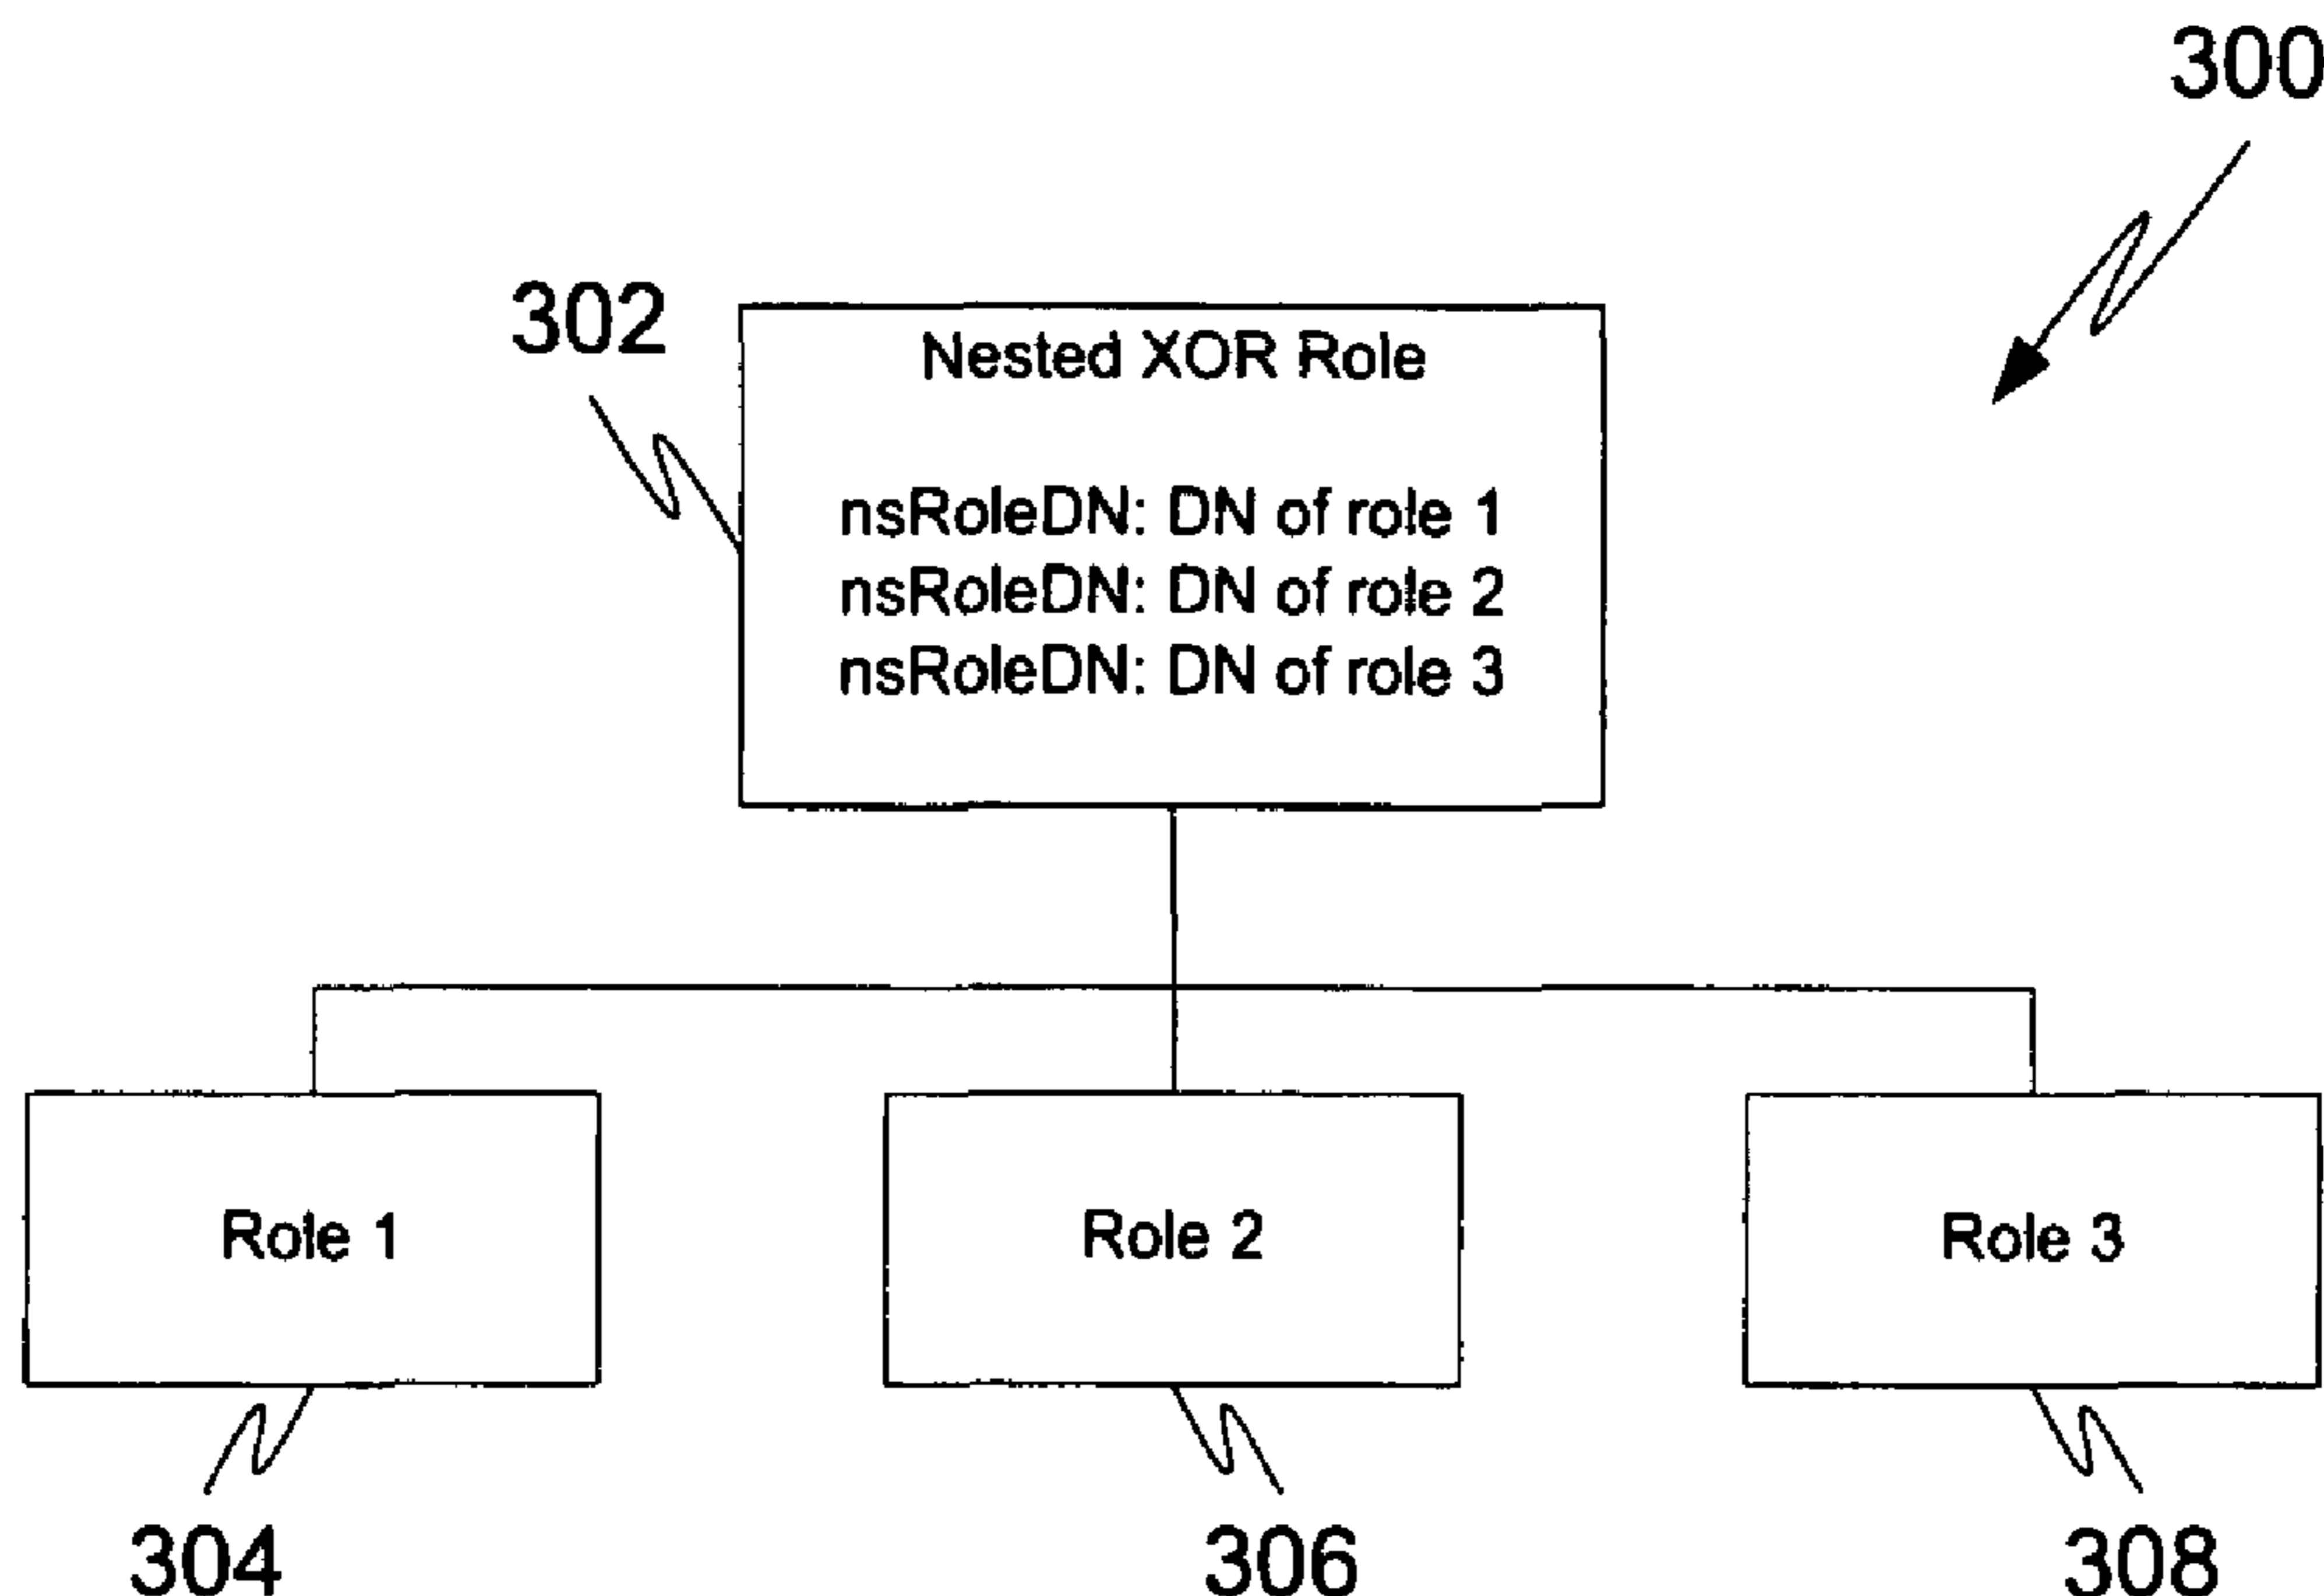 300
302
Nested XOR Role
nsRoleDN: DN of role 1
nsRoleDN: DN of role 2
nsRoleDN: DN of role 3
Role 1
Role 2
Role 3
304
306
308